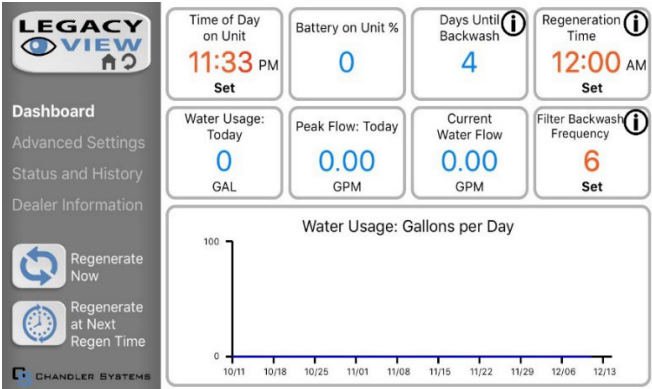 LEGACY
VIEW
Dashboard
Advanced Settings
Status and History
Dealer Information
Regenerate
Now
Regenerate
at Next
Regen Time
CHANDLER SYSTEMS
Time of Day
on Unit
11:33 PM
Set
Battery on Unit %
0
Days Until
Backwash
i
4
Regeneration
Time
i
12:00 AM
Set
Water Usage:
Today
0
GAL
Peak Flow: Today
0.00
GPM
Current
Water Flow
0.00
GPM
Filter Backwash
Frequency
i
6
Set
Water Usage: Gallons per Day
100
0
10/11 10/18 10/25 11/01 11/08 11/15 11/22 11/29 12/06 12/13